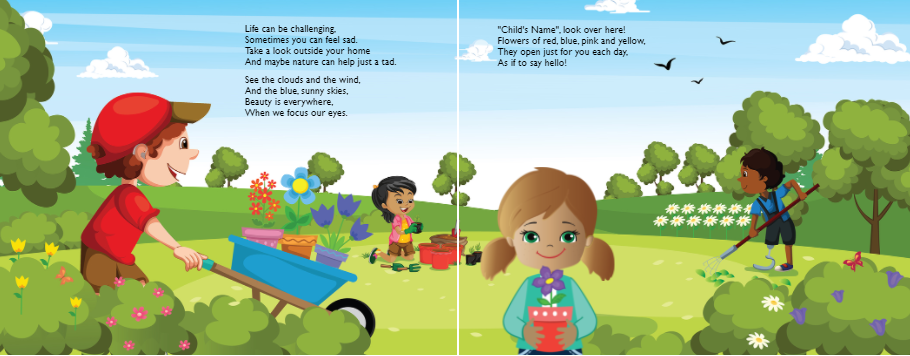 Life can be challenging,
Sometimes you can feel sad.
Take a look outside your home
And maybe nature can help just a tad.
See the clouds and the wind,
And the blue, sunny skies,
Beauty is everywhere,
When we focus our eyes.
"Child's Name", look over here!
Flowers of red, blue, pink and yellow,
They open just for you each day,
As if to say hello!